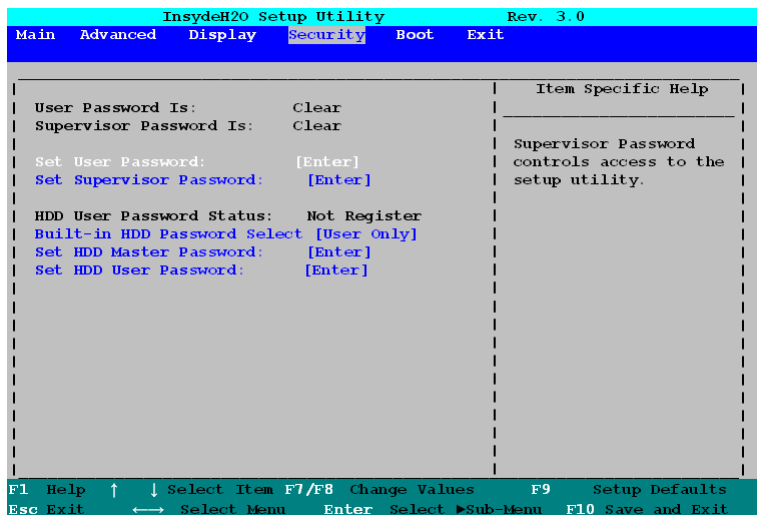 InsydeH2O Setup Utility Rev. 3.0
Main Advanced Display Security Boot Exit
Item Specific Help
User Password Is: Clear
Supervisor Password Is: Clear
Supervisor Password
Set User Password: [Enter] controls access to the
Set Supervisor Password: [Enter] setup utility.
HDD User Password Status: Not Register
Built-in HDD Password Select [User Only]
Set HDD Master Password: [Enter]
Set HDD User Password: [Enter]
F1 Help ↑ ↓ Select Item F7/F8 Change Values F9 Setup Defaults
Esc Exit ←→ Select Menu Enter Select ▶Sub-Menu F10 Save and Exit